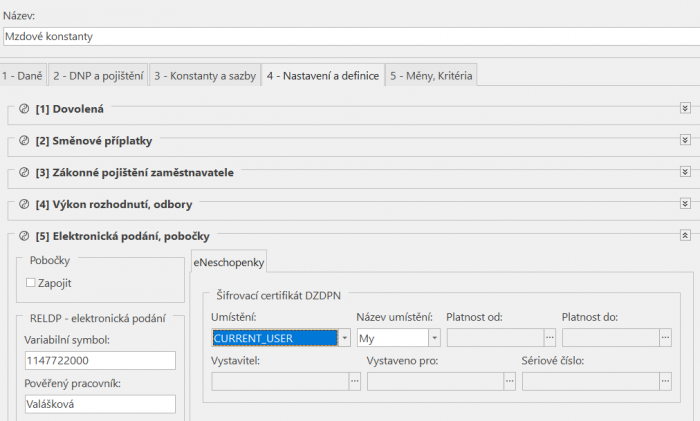 Název:
Mzdové konstanty
1 - Daně 2 - DNP a pojištění 3 - Konstanty a sazby 4 - Nastavení a definice 5 - Měny, Kritéria
[1] Dovolená
[2] Směnové příplatky
[3] Zákonné pojištění zaměstnavatele
[4] Výkon rozhodnutí, odbory
[5] Elektronická podání, pobočky
Pobočky
Zapojit
RELDP - elektronická podání
Variabilní symbol:
1147722000
Pověřený pracovník:
Valášková
eNeschopenky
Šifrovací certifikát DZDPN
Umístění: Název umístění: Platnost od: Platnost do:
CURRENT_USER My ... ...
Vystavitel: Vystaveno pro: Sériové číslo:
... ... ...